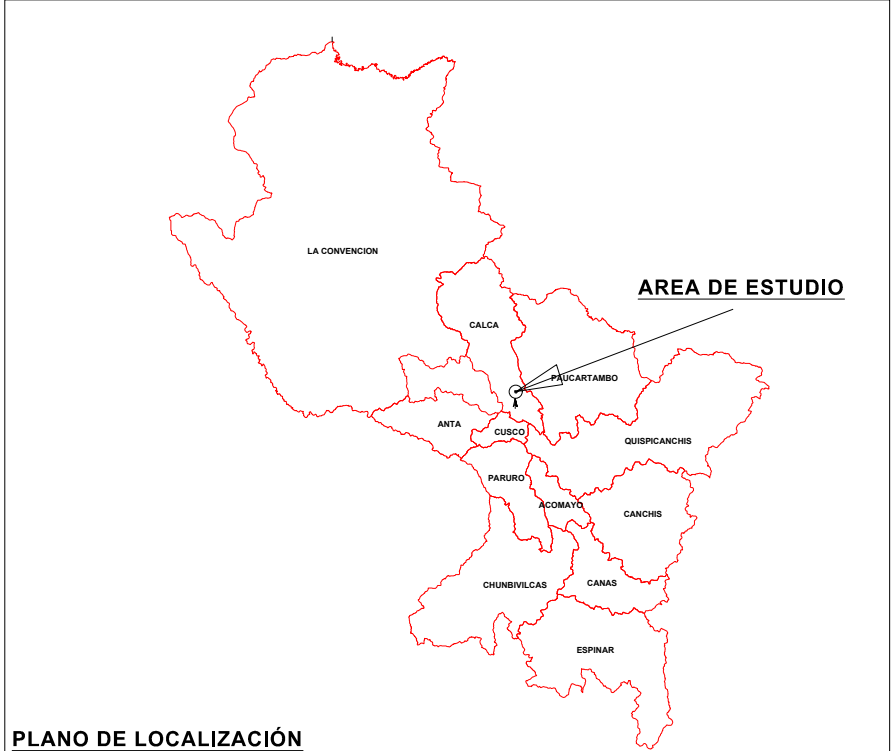 LA CONVENCION
AREA DE ESTUDIO
CALCA
PAUCARTAMBO
ANTA
CUSCO
QUISPICANCHIS
PARURO
ACOMAYO
CANCHIS
CHUNBIVILCAS
CANAS
ESPINAR
PLANO DE LOCALIZACIÓN